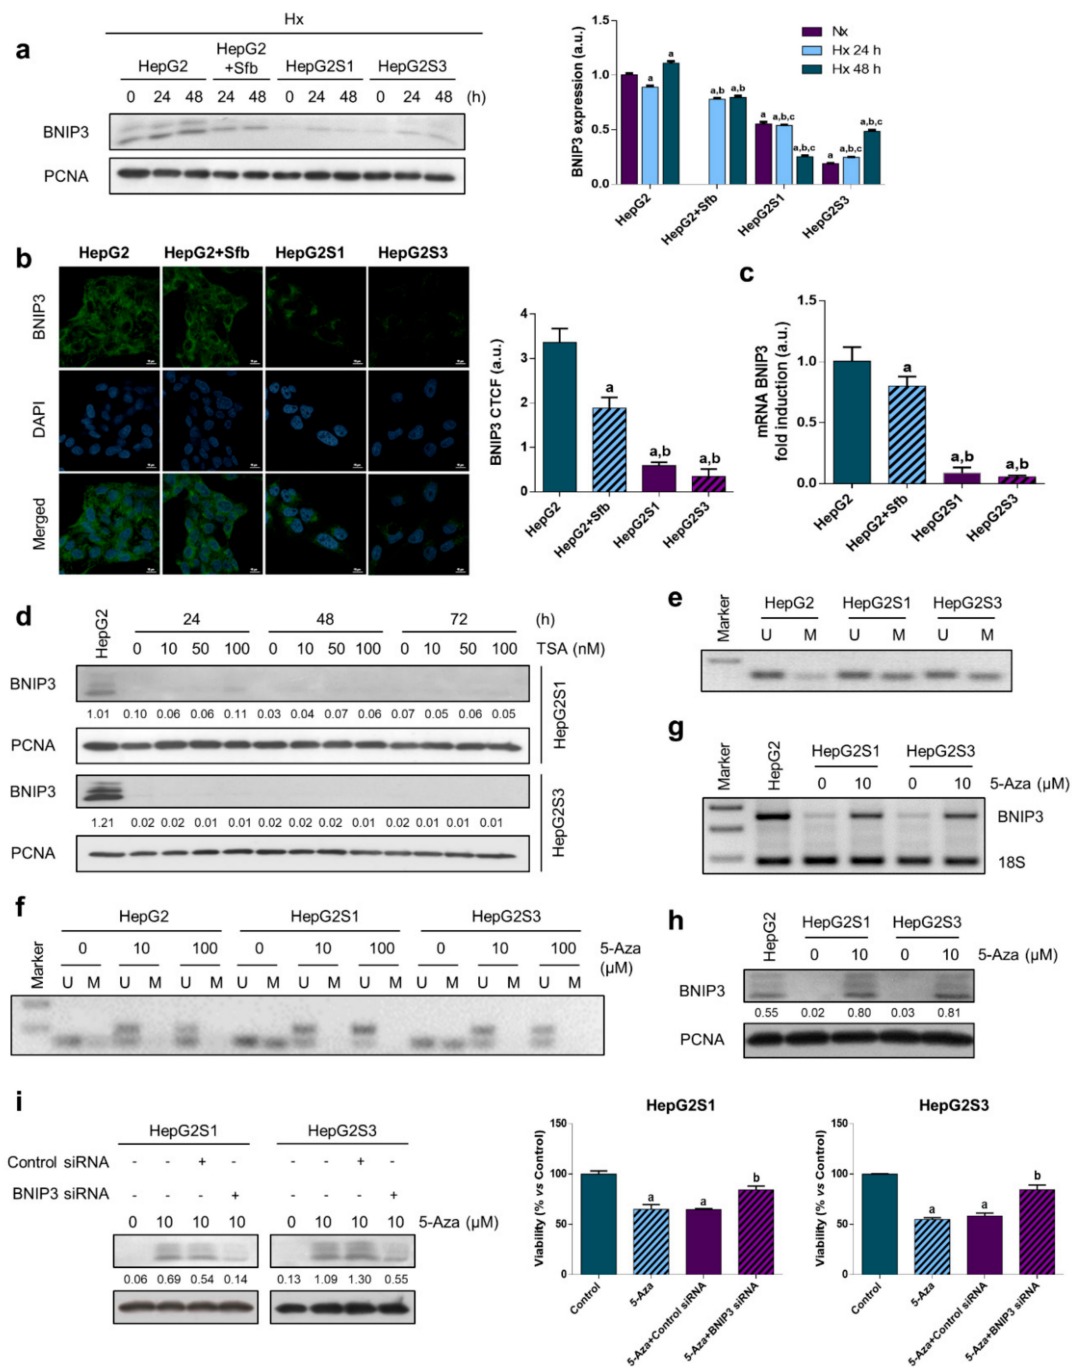 a
Hx
HepG2 HepG2 +Sfb HepG2S1 HepG2S3
0 24 48 24 48 0 24 48 0 24 48 (h)
BNIP3
PCNA
BNIP3 expression (a.u.)
1.5
1.0
0.5
0.0
Nx
Hx 24 h
Hx 48 h
a a a
a,b a,b
a a,b,c a,b,c
a a,b,c a,b,c
HepG2 HepG2+Sfb HepG2S1 HepG2S3
b
HepG2 HepG2+Sfb HepG2S1 HepG2S3
BNIP3
DAPI
Merged
BNIP3 CTCF (a.u.)
4
3
2
1
0
a a,b a,b
HepG2 HepG2+Sfb HepG2S1 HepG2S3
c
mRNA BNIP3
fold induction (a.u.)
1.5
1.0
0.5
0.0
a a,b a,b
HepG2 HepG2+Sfb HepG2S1 HepG2S3
d
HepG2 24 48 72 (h)
0 10 50 100 0 10 50 100 0 10 50 100 TSA (nM)
BNIP3
1.01 0.10 0.06 0.06 0.11 0.03 0.04 0.07 0.06 0.07 0.05 0.06 0.05
PCNA
HepG2S1
BNIP3
1.21 0.02 0.02 0.01 0.01 0.02 0.02 0.01 0.01 0.02 0.01 0.01 0.01
PCNA
HepG2S3
e
Marker HepG2 HepG2S1 HepG2S3
U M U M U M
g
Marker HepG2 HepG2S1 HepG2S3
0 10 0 10 5-Aza (µM)
BNIP3
18S
f
HepG2 HepG2S1 HepG2S3
0 10 100 0 10 100 0 10 100 5-Aza
(µM)
Marker U M U M U M U M U M U M U M U M U M
h
HepG2 HepG2S1 HepG2S3
0 10 0 10 5-Aza (µM)
BNIP3
0.55 0.02 0.80 0.03 0.81
PCNA
i
HepG2S1 HepG2S3
Control siRNA - - + - - - + -
BNIP3 siRNA - - - + - - - +
0 10 10 10 0 10 10 10 5-Aza (µM)
0.06 0.69 0.54 0.14 0.13 1.09 1.30 0.55
HepG2S1
Viability (% vs Control)
150
100
50
0
a a b
Control 5-Aza 5-Aza+Control siRNA 5-Aza+BNIP3 siRNA
HepG2S3
Viability (% vs Control)
150
100
50
0
a a b
Control 5-Aza 5-Aza+Control siRNA 5-Aza+BNIP3 siRNA